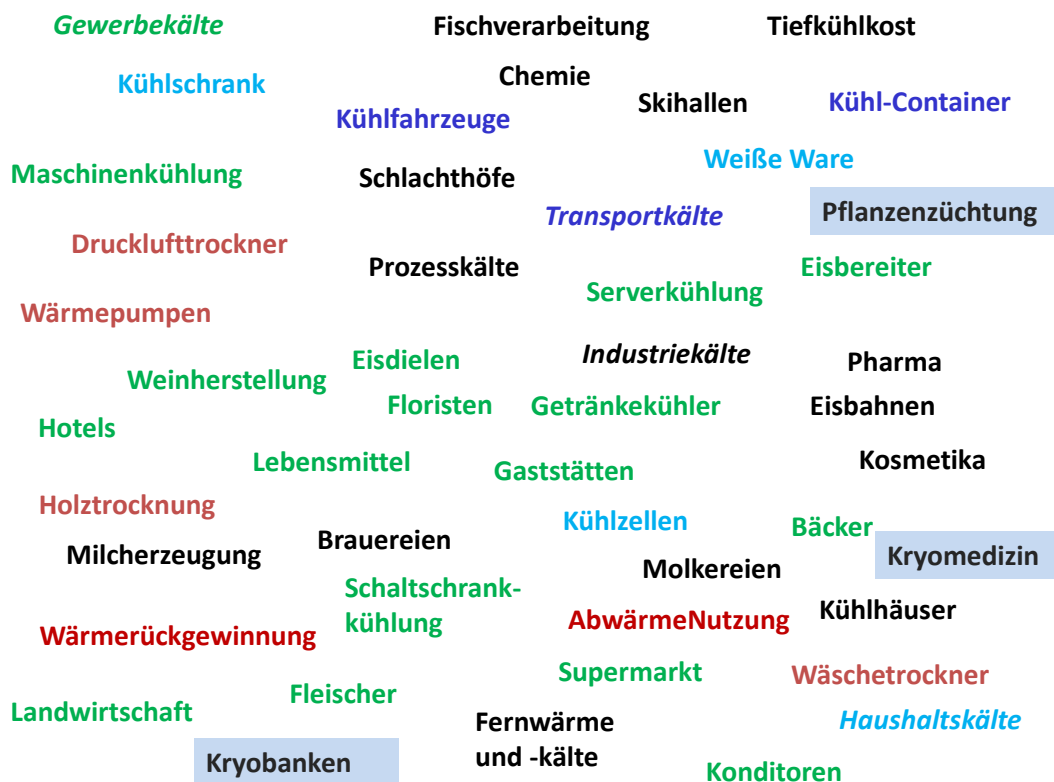 Gewerbekälte
Fischverarbeitung
Tiefkühlkost
Kühlschrank
Chemie
Skihallen
Kühl-Container
Kühlfahrzeuge
Weiße Ware
Maschinenkühlung
Schlachthöfe
Transportkälte
Pflanzenzüchtung
Drucklufttrockner
Prozesskälte
Eisbereiter
Serverkühlung
Wärmepumpen
Industriekälte
Eisdielen
Pharma
Weinherstellung
Floristen
Getränkekühler
Eisbahnen
Hotels
Lebensmittel
Gaststätten
Kosmetika
Holztrocknung
Kühlzellen
Bäcker
Milcherzeugung
Brauereien
Molkereien
Kryomedizin
Schaltschrank-
kühlung
AbwärmeNutzung
Kühlhäuser
Wärmerückgewinnung
Supermarkt
Wäschetrockner
Fleischer
Landwirtschaft
Fernwärme
und -kälte
Haushaltskälte
Kryobanken
Konditoren